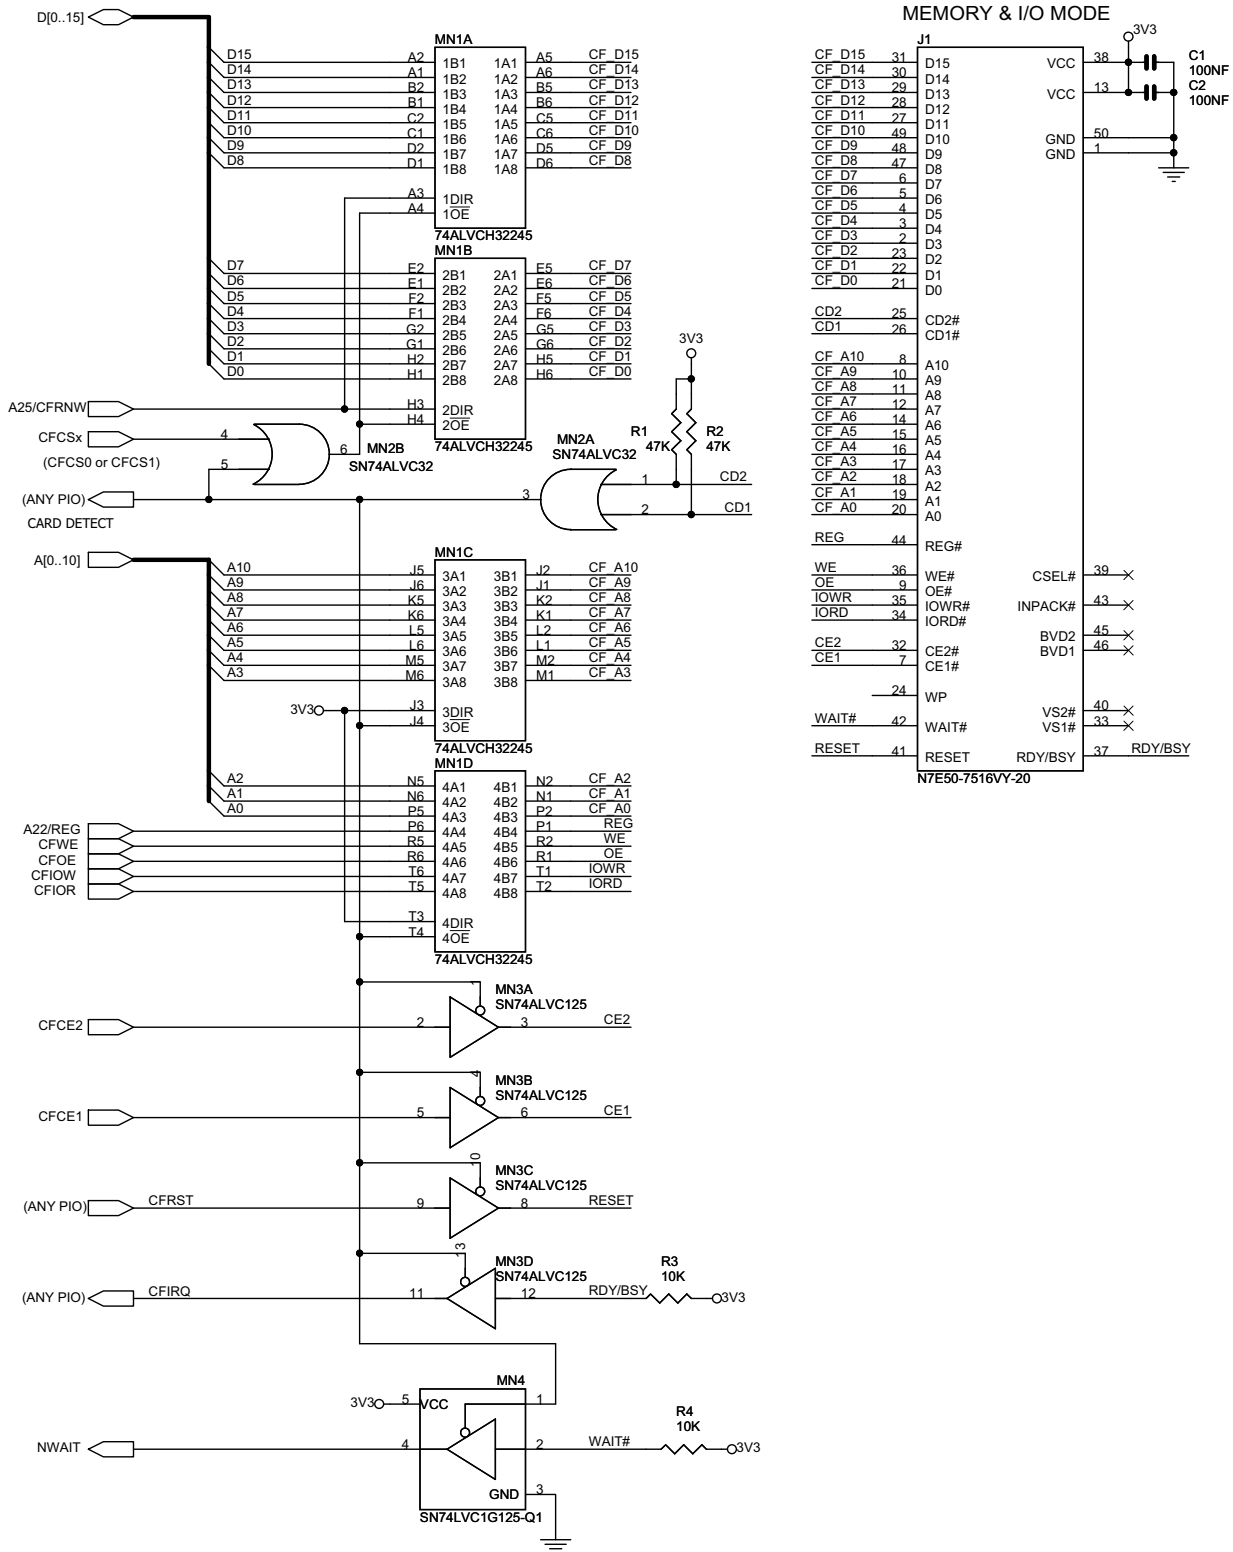 MEMORY & I/O MODE
D[0..15]
MN1A
D15 A2 1B1 1A1 A5 CF_D15
D14 A1 1B2 1A2 A6 CF_D14
D13 B2 1B3 1A3 B5 CF_D13
D12 B1 1B4 1A4 B6 CF_D12
D11 C2 1B5 1A5 C5 CF_D11
D10 C1 1B6 1A6 C6 CF_D10
D9 D2 1B7 1A7 D5 CF_D9
D8 D1 1B8 1A8 D6 CF_D8
A3 1DIR
A4 1OE
74ALVCH32245
MN1B
D7 E2 2B1 2A1 E5 CF_D7
D6 E1 2B2 2A2 E6 CF_D6
D5 F2 2B3 2A3 F5 CF_D5
D4 F1 2B4 2A4 F6 CF_D4
D3 G2 2B5 2A5 G5 CF_D3
D2 G1 2B6 2A6 G6 CF_D2
D1 H2 2B7 2A7 H5 CF_D1
D0 H1 2B8 2A8 H6 CF_D0
A25/CFRNW H3 2DIR
H4 2OE
74ALVCH32245
CFCSx 4
(CFCS0 or CFCS1) 5
6 MN2B
SN74ALVC32
3V3
R1 R2
47K 47K
MN2A
SN74ALVC32
1 CD2
2 CD1
3
(ANY PIO)
CARD DETECT
A[0..10]
MN1C
A10 J5 3A1 3B1 J2 CF_A10
A9 J6 3A2 3B2 J1 CF_A9
A8 K5 3A3 3B3 K2 CF_A8
A7 K6 3A4 3B4 K1 CF_A7
A6 L5 3A5 3B5 L2 CF_A6
A5 L6 3A6 3B6 L1 CF_A5
A4 M5 3A7 3B7 M2 CF_A4
A3 M6 3A8 3B8 M1 CF_A3
3V3 J3 3DIR
J4 3OE
74ALVCH32245
MN1D
A2 N5 4A1 4B1 N2 CF_A2
A1 N6 4A2 4B2 N1 CF_A1
A0 P5 4A3 4B3 P2 CF_A0
A22/REG P6 4A4 4B4 P1 REG
CFWE R5 4A5 4B5 R2 WE
CFOE R6 4A6 4B6 R1 OE
CFIOW T6 4A7 4B7 T1 IOWR
CFIOR T5 4A8 4B8 T2 IORD
T3 4DIR
T4 4OE
74ALVCH32245
1 MN3A
SN74ALVC125
CFCE2 2 3 CE2
4 MN3B
SN74ALVC125
CFCE1 5 6 CE1
10 MN3C
SN74ALVC125
(ANY PIO) CFRST 9 8 RESET
13 MN3D
SN74ALVC125
R3
10K
(ANY PIO) CFIRQ 11 12 RDY/BSY 3V3
MN4
3V3 5 VCC 1
R4
10K
NWAIT 4 2 WAIT# 3V3
GND 3
SN74LVC1G125-Q1
J1
3V3
CF_D15 31 D15 VCC 38
C1
100NF
CF_D14 30 D14
CF_D13 29 D13 VCC 13
C2
100NF
CF_D12 28 D12
CF_D11 27 D11
CF_D10 49 D10 GND 50
CF_D9 48 D9 GND 1
CF_D8 47 D8
CF_D7 6 D7
CF_D6 5 D6
CF_D5 4 D5
CF_D4 3 D4
CF_D3 2 D3
CF_D2 23 D2
CF_D1 22 D1
CF_D0 21 D0
CD2 25 CD2#
CD1 26 CD1#
CF_A10 8 A10
CF_A9 10 A9
CF_A8 11 A8
CF_A7 12 A7
CF_A6 14 A6
CF_A5 15 A5
CF_A4 16 A4
CF_A3 17 A3
CF_A2 18 A2
CF_A1 19 A1
CF_A0 20 A0
REG 44 REG#
WE 36 WE# CSEL# 39
OE 9 OE#
IOWR 35 IOWR# INPACK# 43
IORD 34 IORD#
BVD2 45
CE2 32 CE2# BVD1 46
CE1 7 CE1#
24 WP
VS2# 40
WAIT# 42 WAIT# VS1# 33
RESET 41 RESET RDY/BSY 37 RDY/BSY
N7E50-7516VY-20